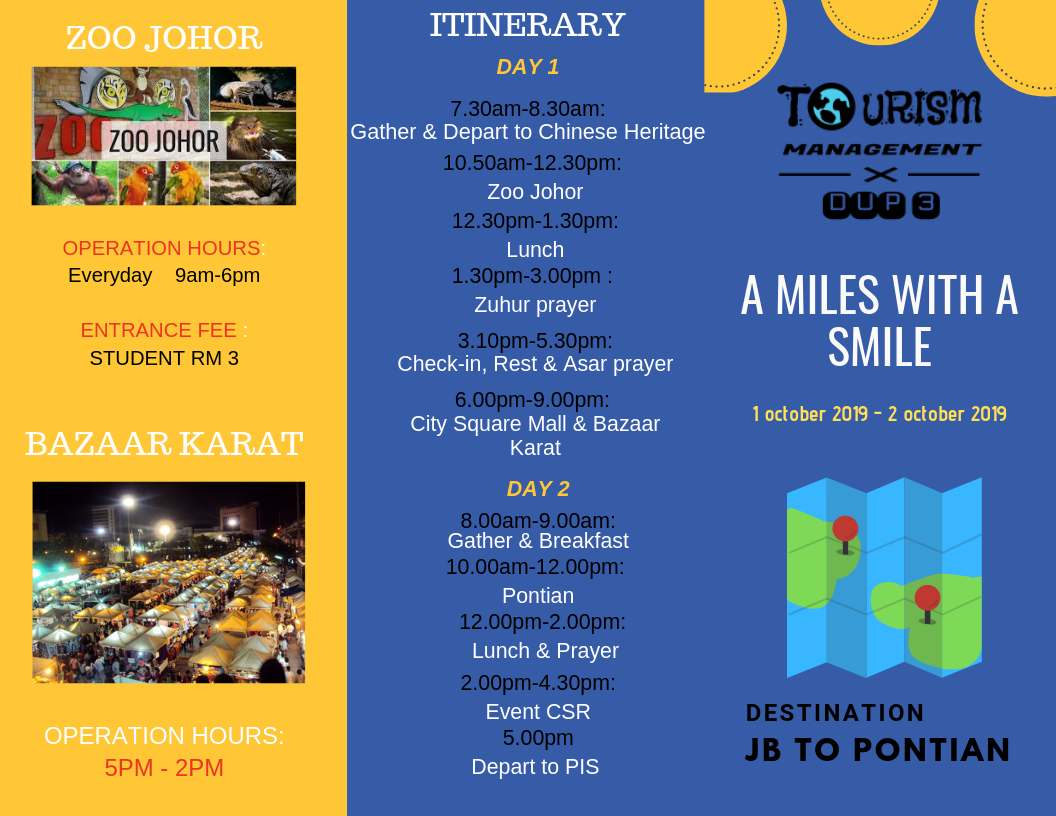 ZOO JOHOR
ZOO
ZOO JOHOR
OPERATION HOURS:
Everyday 9am-6pm
ENTRANCE FEE :
STUDENT RM 3
BAZAAR KARAT
OPERATION HOURS:
5PM - 2PM
ITINERARY
DAY 1
7.30am-8.30am:
Gather & Depart to Chinese Heritage
10.50am-12.30pm:
Zoo Johor
12.30pm-1.30pm:
Lunch
1.30pm-3.00pm :
Zuhur prayer
3.10pm-5.30pm:
Check-in, Rest & Asar prayer
6.00pm-9.00pm:
City Square Mall & Bazaar
Karat
DAY 2
8.00am-9.00am:
Gather & Breakfast
10.00am-12.00pm:
Pontian
12.00pm-2.00pm:
Lunch & Prayer
2.00pm-4.30pm:
Event CSR
5.00pm
Depart to PIS
TOURISM
MANAGEMENT
X
DUP 3
A MILES WITH A
SMILE
1 october 2019 - 2 october 2019
DESTINATION
JB TO PONTIAN